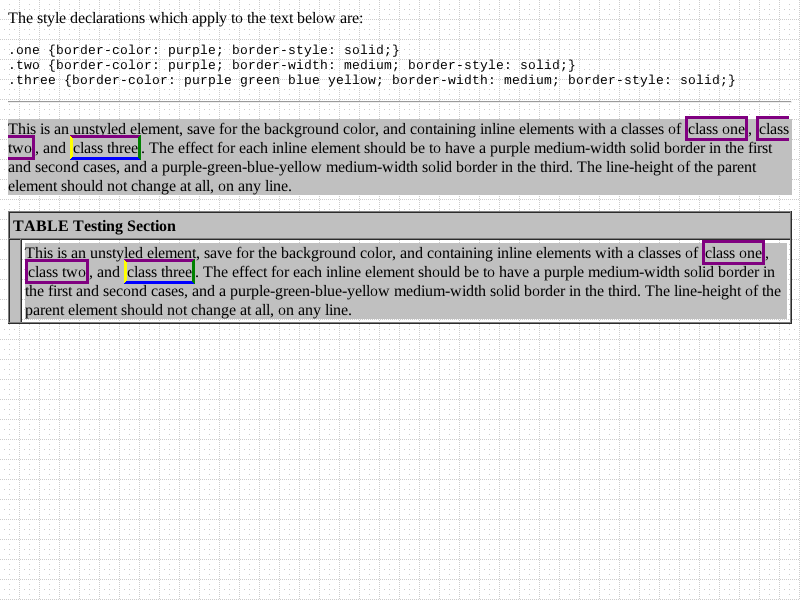 The style declarations which apply to the text below are:
.one {border-color: purple; border-style: solid;}
.two {border-color: purple; border-width: medium; border-style: solid;}
.three {border-color: purple green blue yellow; border-width: medium; border-style: solid;}
This is an unstyled element, save for the background color, and containing inline elements with a classes of class one, class
two, and class three. The effect for each inline element should be to have a purple medium-width solid border in the first
and second cases, and a purple-green-blue-yellow medium-width solid border in the third. The line-height of the parent
element should not change at all, on any line.
TABLE Testing Section
This is an unstyled element, save for the background color, and containing inline elements with a classes of class one,
class two, and class three. The effect for each inline element should be to have a purple medium-width solid border in
the first and second cases, and a purple-green-blue-yellow medium-width solid border in the third. The line-height of the
parent element should not change at all, on any line.